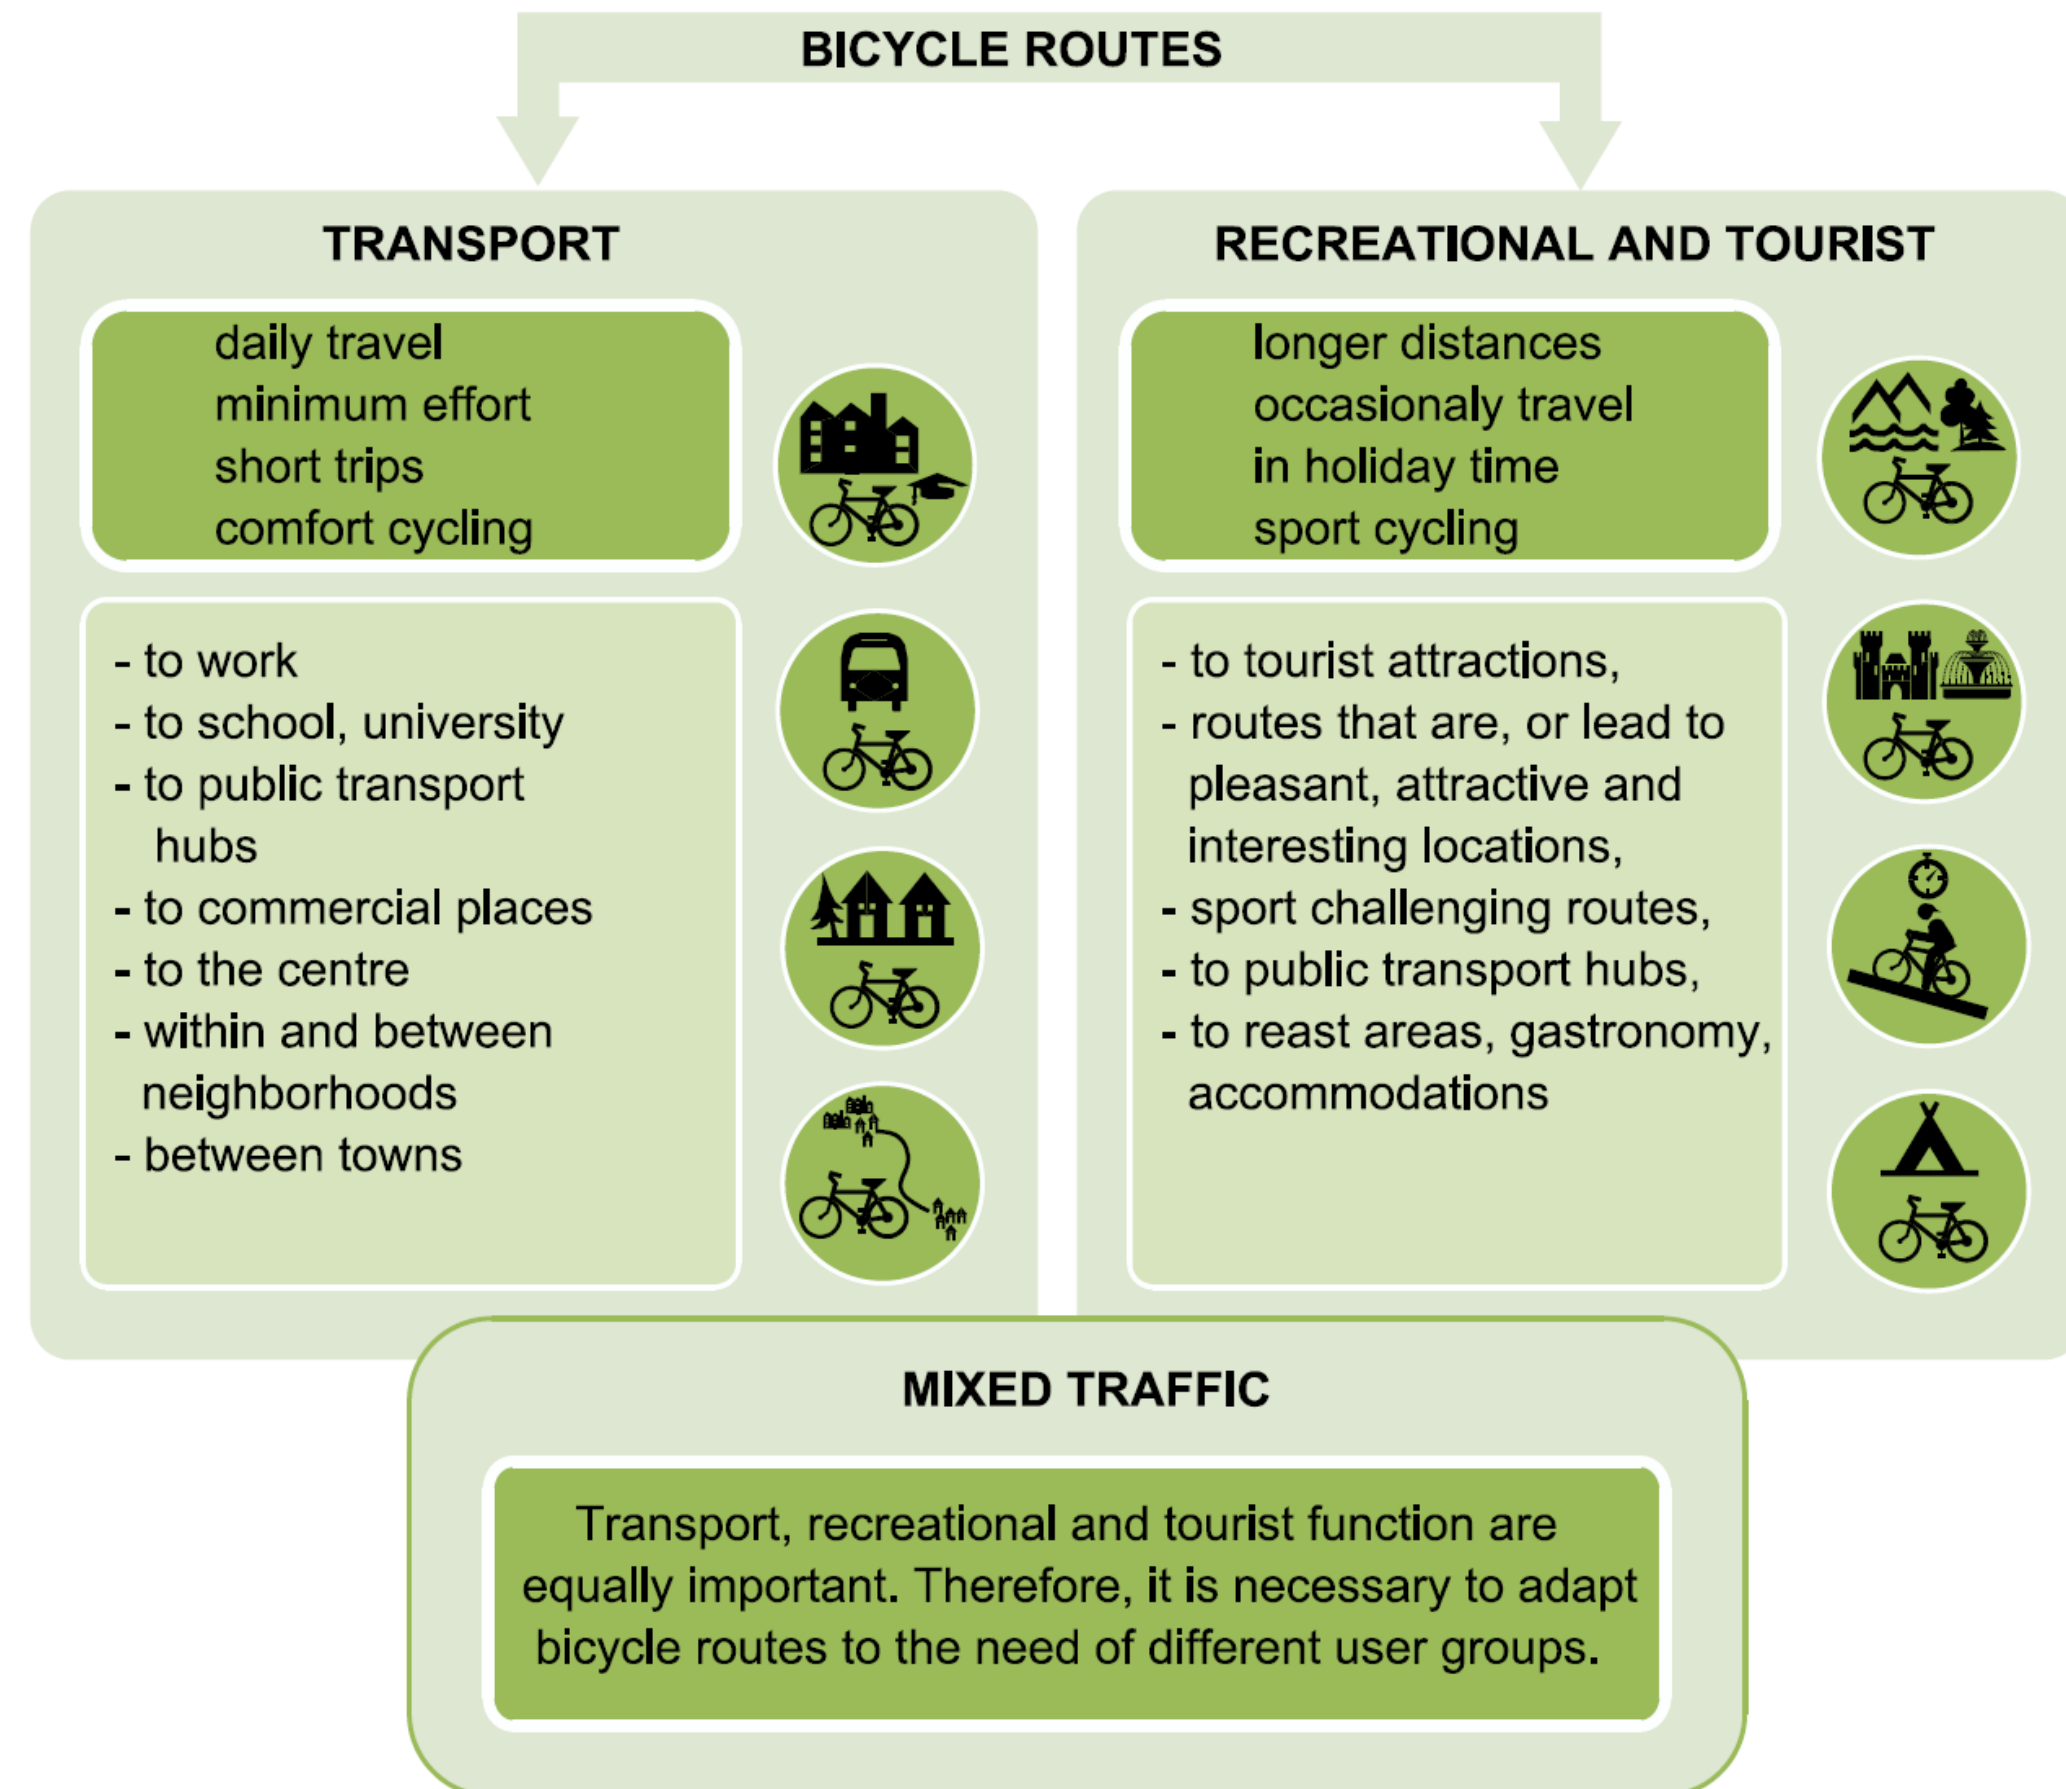 BICYCLE ROUTES
TRANSPORT
daily travel
minimum effort
short trips
comfort cycling
- to work
- to school, university
- to public transport
hubs
- to commercial places
- to the centre
- within and between
neighborhoods
- between towns
RECREATIONAL AND TOURIST
longer distances
occasionaly travel
in holiday time
sport cycling
- to tourist attractions,
- routes that are, or lead to
pleasant, attractive and
interesting locations,
- sport challenging routes,
- to public transport hubs,
- to reast areas, gastronomy,
accommodations
MIXED TRAFFIC
Transport, recreational and tourist function are
equally important. Therefore, it is necessary to adapt
bicycle routes to the need of different user groups.